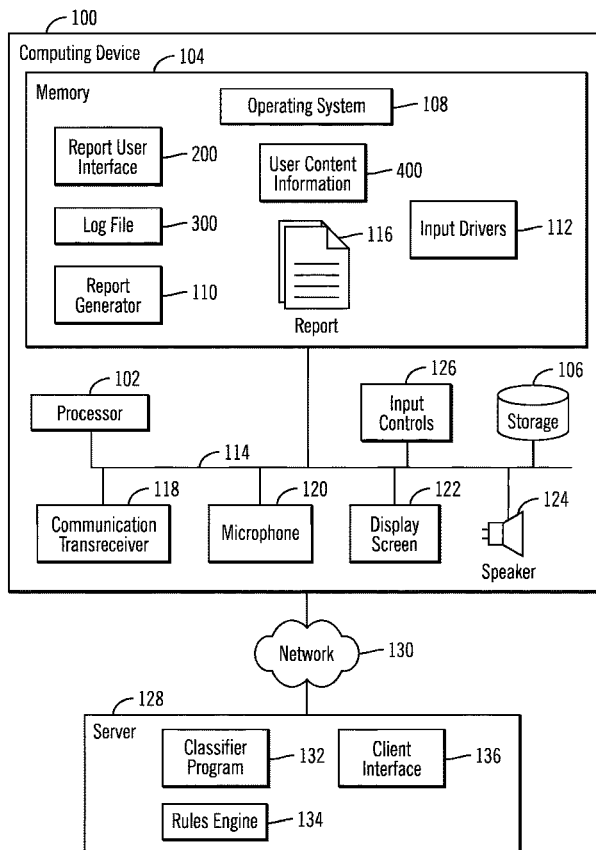 100
Computing Device
104
Memory
Operating System
108
Report User
Interface
200
User Content
Information
400
Log File
300
116
Input Drivers
112
Report
Generator
110
Report
102
Processor
126
Input
Controls
106
Storage
114
118
Communication
Transreceiver
120
Microphone
122
Display
Screen
124
Speaker
Network
130
128
Server
Classifier
Program
132
Client
Interface
136
Rules Engine
134